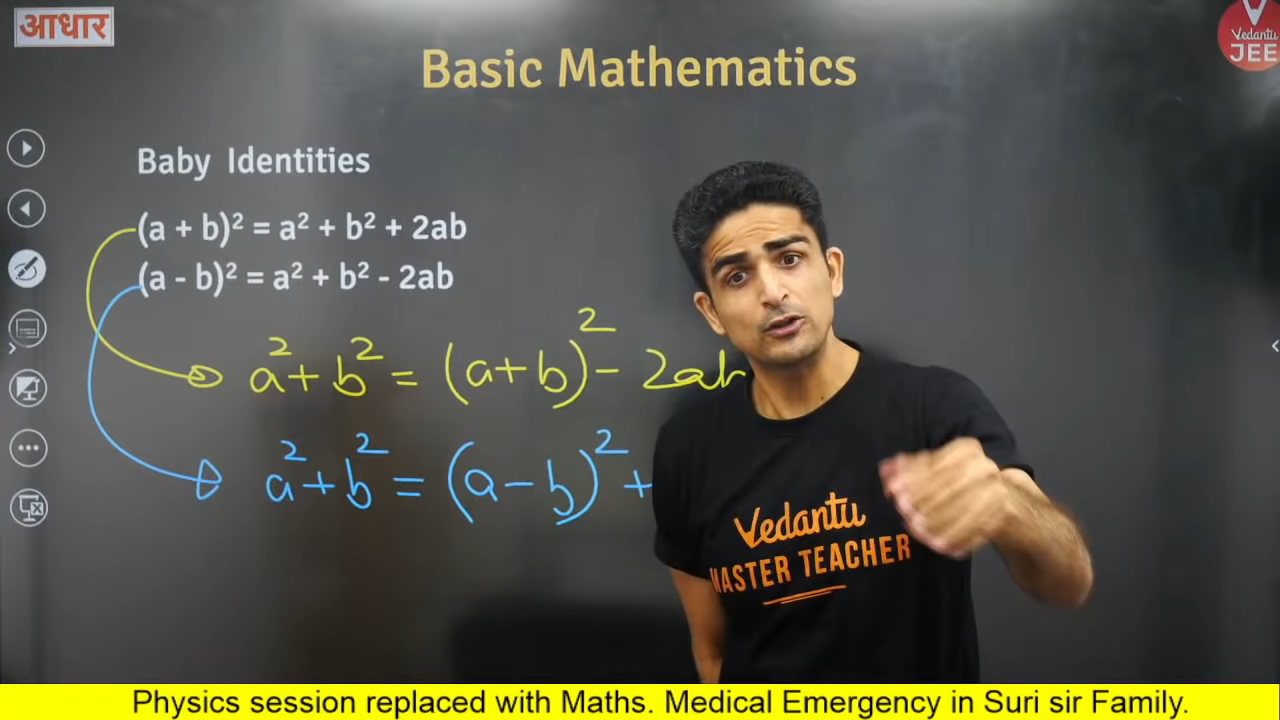 आधार
Vedantu
JEE
Basic Mathematics
Baby Identities
(a + b)² = a² + b² + 2ab
(a - b)² = a² + b² - 2ab
a² + b² = (a+b)² - 2ab
a² + b² = (a-b)² +
Vedantu
MASTER TEACHER
Physics session replaced with Maths. Medical Emergency in Suri sir Family.